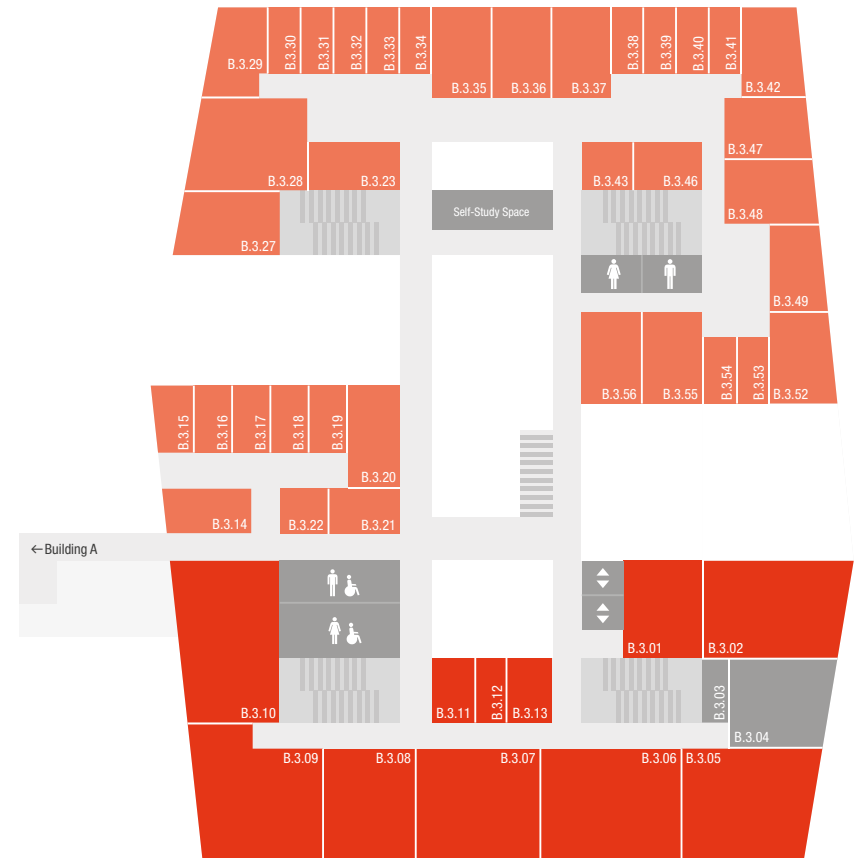 B.3.29
B.3.30
B.3.31
B.3.32
B.3.33
B.3.34
B.3.35
B.3.36
B.3.37
B.3.38
B.3.39
B.3.40
B.3.41
B.3.42
B.3.47
B.3.28
B.3.23
B.3.43
B.3.46
B.3.48
Self-Study Space
B.3.27
B.3.49
B.3.56
B.3.55
B.3.54
B.3.53
B.3.52
B.3.15
B.3.16
B.3.17
B.3.18
B.3.19
B.3.20
B.3.14
B.3.22
B.3.21
←Building A
B.3.01
B.3.02
B.3.10
B.3.11
B.3.12
B.3.13
B.3.03
B.3.04
B.3.09
B.3.08
B.3.07
B.3.06
B.3.05